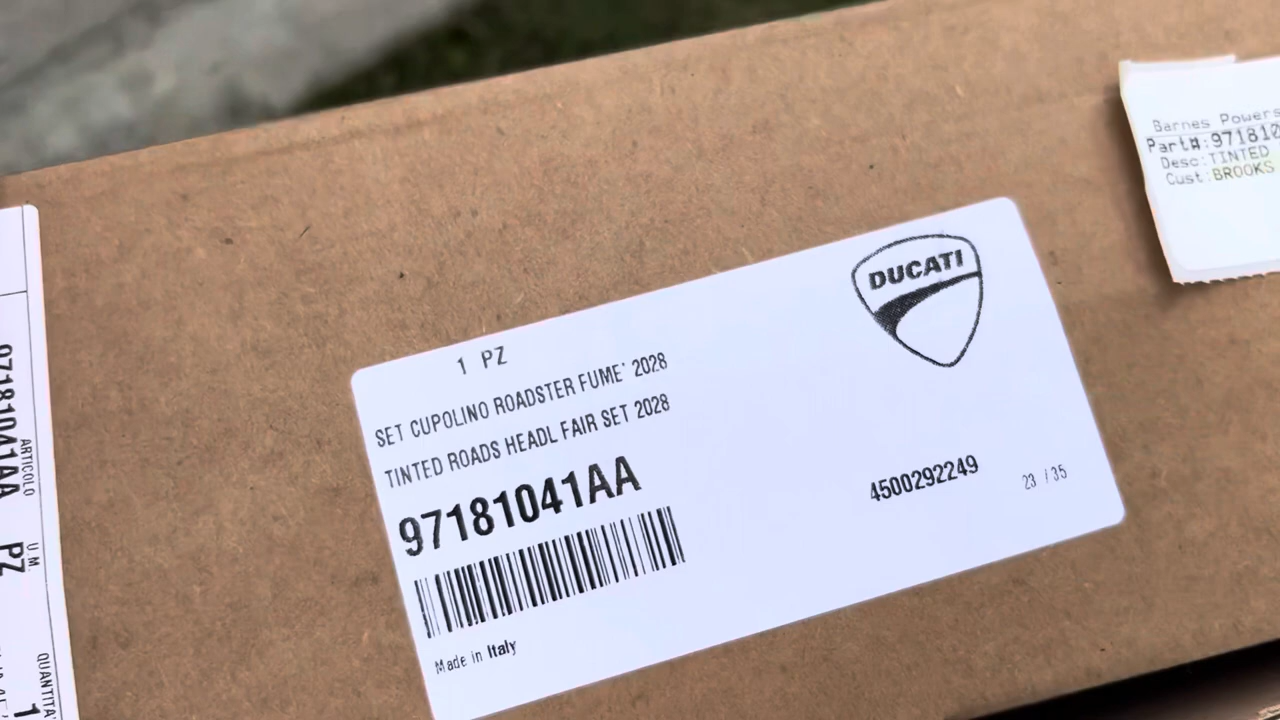 97181041AA PZ
ARTICOLO
U.M.
QUANTITA'
1
1 PZ
SET CUPOLINO ROADSTER FUME' 2028
TINTED ROADS HEADL FAIR SET 2028
97181041AA
Made in Italy
DUCATI
4500292249
23 / 35
Barnes Powers
Part#:971810
Desc:TINTED
Cust:BROOKS